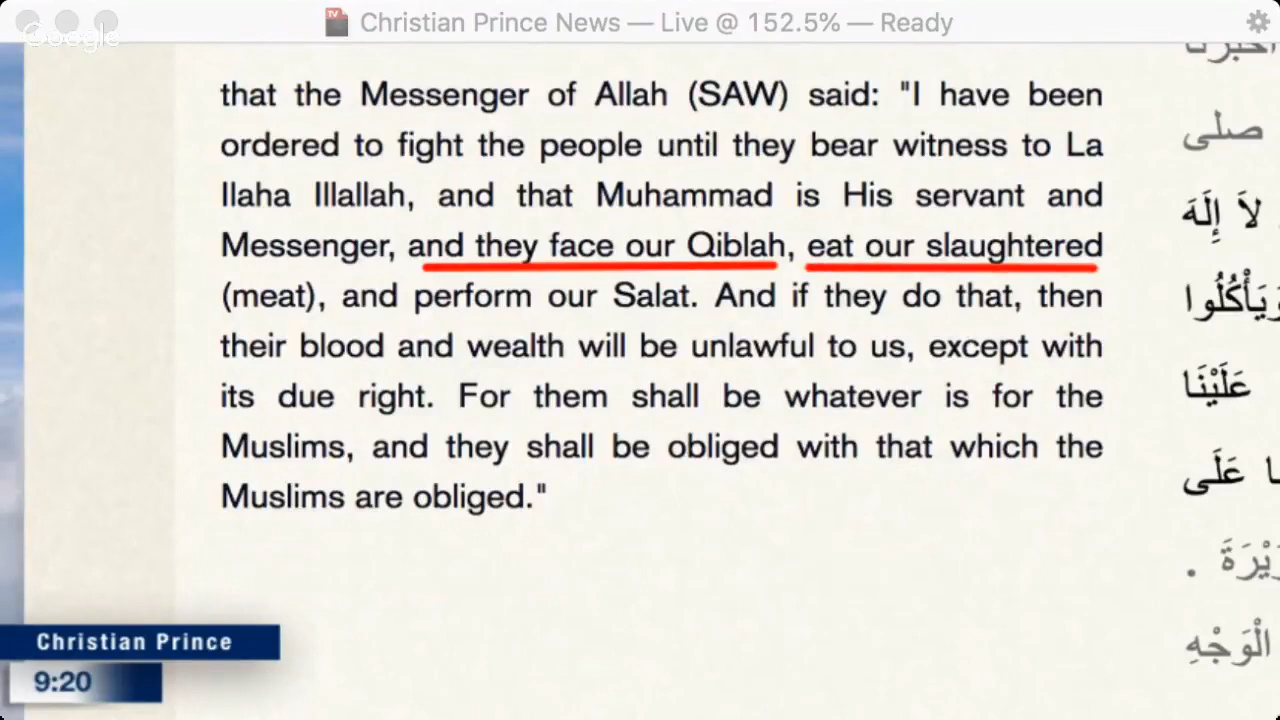 Christian Prince News — Live @ 152.5% — Ready
Google
that the Messenger of Allah (SAW) said: "I have been
ordered to fight the people until they bear witness to La
Ilaha Illallah, and that Muhammad is His servant and
Messenger, and they face our Qiblah, eat our slaughtered
(meat), and perform our Salat. And if they do that, then
their blood and wealth will be unlawful to us, except with
its due right. For them shall be whatever is for the
Muslims, and they shall be obliged with that which the
Muslims are obliged."
صلى
لاَ إِلَهَ
وَيَأْكُلُوا
عَلَيْنَا
عَلَى
الْوَجْهِ
Christian Prince
9:20